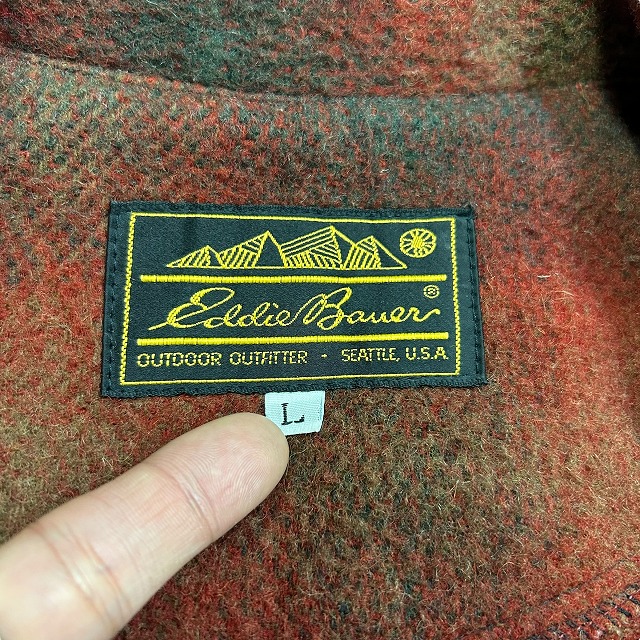 Eddie Bauer®
OUTDOOR OUTFITTER · SEATTLE, U.S.A.
L